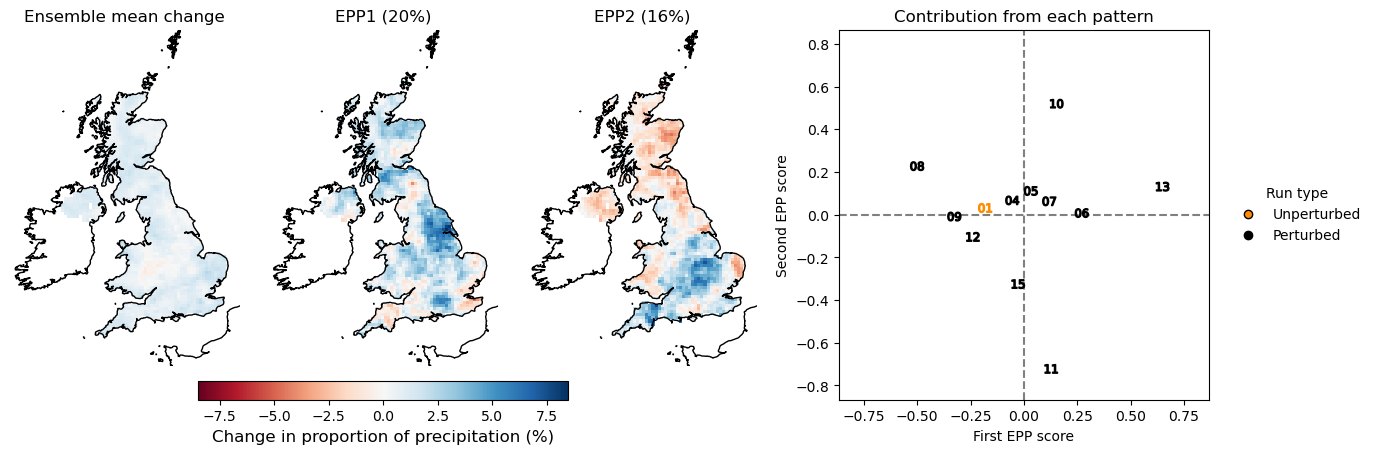 Ensemble mean change
EPP1 (20%)
EPP2 (16%)
Contribution from each pattern
−7.5 −5.0 −2.5 0.0 2.5 5.0 7.5
Change in proportion of precipitation (%)
Second EPP score
0.8
0.6
0.4
0.2
0.0
−0.2
−0.4
−0.6
−0.8
10
08
13
05
04
07
01
06
09
12
15
11
−0.75 −0.50 −0.25 0.00 0.25 0.50 0.75
First EPP score
Run type
Unperturbed
Perturbed